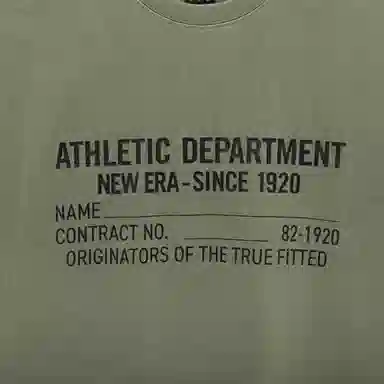 ATHLETIC DEPARTMENT
NEW ERA-SINCE 1920
NAME
CONTRACT NO. 82-1920
ORIGINATORS OF THE TRUE FITTED